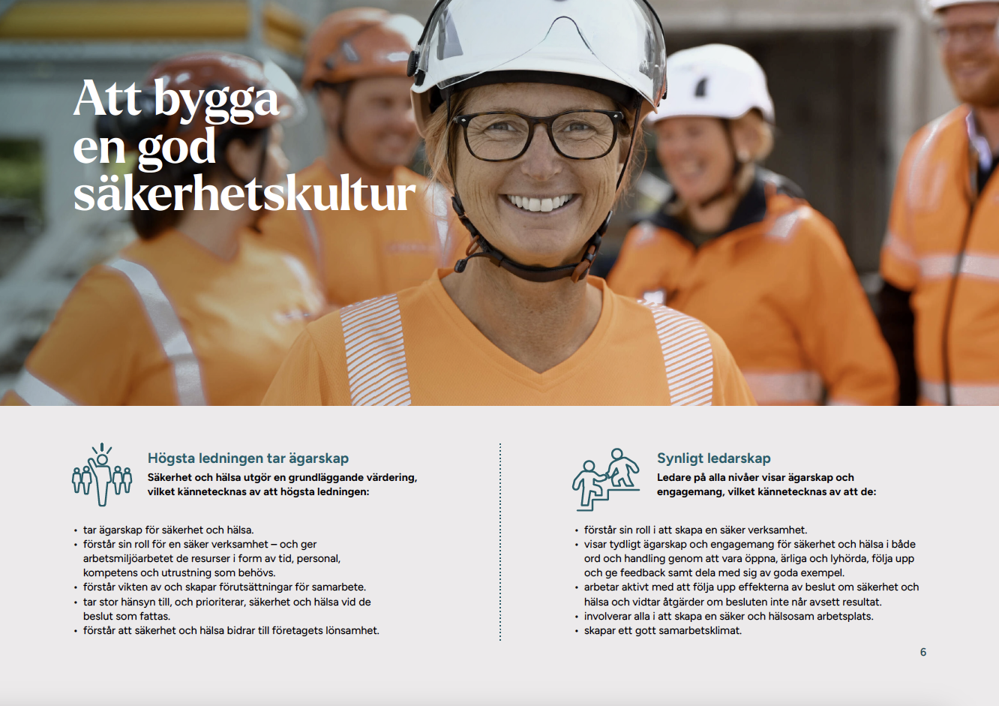 Att bygga
en god
säkerhetskultur
Högsta ledningen tar ägarskap
Säkerhet och hälsa utgör en grundläggande värdering,
vilket kännetecknas av att högsta ledningen:
• tar ägarskap för säkerhet och hälsa.
• förstår sin roll för en säker verksamhet – och ger
arbetsmiljöarbetet de resurser i form av tid, personal,
kompetens och utrustning som behövs.
• förstår vikten av och skapar förutsättningar för samarbete.
• tar stor hänsyn till, och prioriterar, säkerhet och hälsa vid de
beslut som fattas.
• förstår att säkerhet och hälsa bidrar till företagets lönsamhet.
Synligt ledarskap
Ledare på alla nivåer visar ägarskap och
engagemang, vilket kännetecknas av att de:
• förstår sin roll i att skapa en säker verksamhet.
• visar tydligt ägarskap och engagemang för säkerhet och hälsa i både
ord och handling genom att vara öppna, ärliga och lyhörda, följa upp
och ge feedback samt dela med sig av goda exempel.
• arbetar aktivt med att följa upp effekterna av beslut om säkerhet och
hälsa och vidtar åtgärder om besluten inte når avsett resultat.
• involverar alla i att skapa en säker och hälsosam arbetsplats.
• skapar ett gott samarbetsklimat.
6